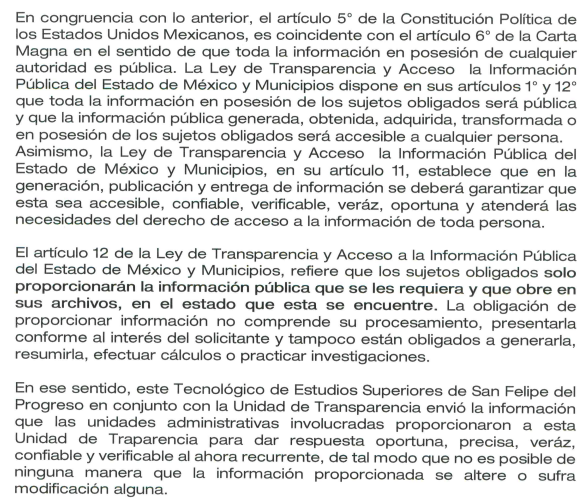 En congruencia con lo anterior, el artículo 5° de la Constitución Política de
los Estados Unidos Mexicanos, es coincidente con el artículo 6° de la Carta
Magna en el sentido de que toda la información en posesión de cualquier
autoridad es pública. La Ley de Transparencia y Acceso la Información
Pública del Estado de México y Municipios dispone en sus artículos 1° y 12°
que toda la información en posesión de los sujetos obligados será pública
y que la información pública generada, obtenida, adquirida, transformada o
en posesión de los sujetos obligados será accesible a cualquier persona.
Asimismo, la Ley de Transparencia y Acceso la Información Pública del
Estado de México y Municipios, en su artículo 11, establece que en la
generación, publicación y entrega de información se deberá garantizar que
esta sea accesible, confiable, verificable, veráz, oportuna y atenderá las
necesidades del derecho de acceso a la información de toda persona.

El artículo 12 de la Ley de Transparencia y Acceso a la Información Pública
del Estado de México y Municipios, refiere que los sujetos obligados solo
proporcionarán la información pública que se les requiera y que obre en
sus archivos, en el estado que esta se encuentre. La obligación de
proporcionar información no comprende su procesamiento, presentarla
conforme al interés del solicitante y tampoco están obligados a generarla,
resumirla, efectuar cálculos o practicar investigaciones.

En ese sentido, este Tecnológico de Estudios Superiores de San Felipe del
Progreso en conjunto con la Unidad de Transparencia envió la información
que las unidades administrativas involucradas proporcionaron a esta
Unidad de Traparencia para dar respuesta oportuna, precisa, veráz,
confiable y verificable al ahora recurrente, de tal modo que no es posible de
ninguna manera que la información proporcionada se altere o sufra
modificación alguna.